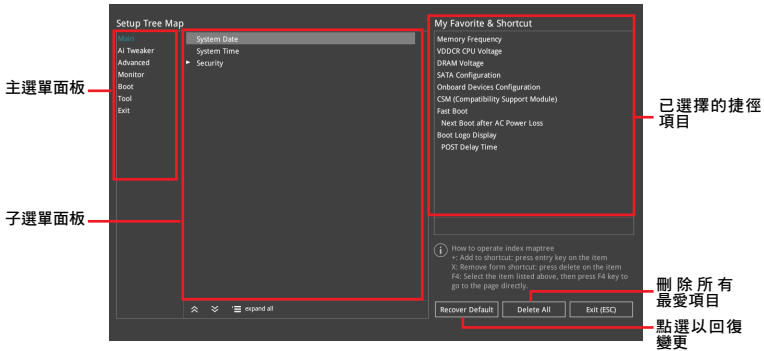 Setup Tree Map
Main
Ai Tweaker
Advanced
Monitor
Boot
Tool
Exit
System Date
System Time
Security
expand all
My Favorite & Shortcut
Memory Frequency
VDDCR CPU Voltage
DRAM Voltage
SATA Configuration
Onboard Devices Configuration
CSM (Compatibility Support Module)
Fast Boot
Next Boot after AC Power Loss
Boot Logo Display
POST Delay Time
How to operate index maptree
+: Add to shortcut: press entry key on the item
X: Remove form shortcut: press delete on the item
F4: Select the item listed above, then press F4 key to
go to the page directly.
Recover Default
Delete All
Exit (ESC)
主選單面板
子選單面板
已選擇的捷徑
項目
刪除所有
最愛項目
點選以回復
變更